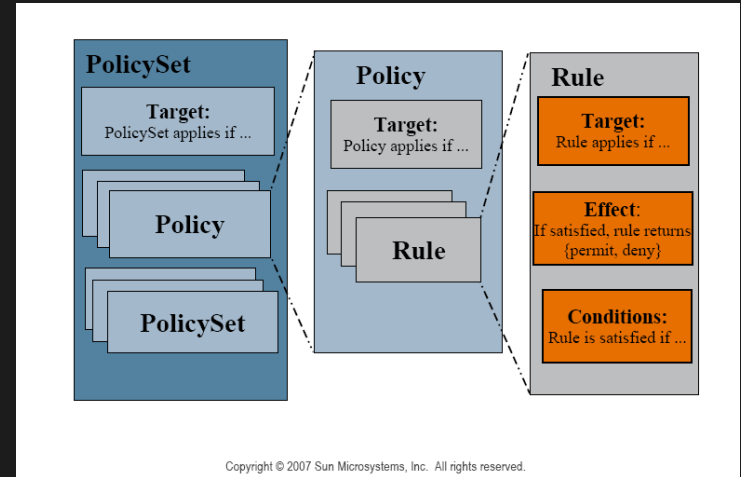 PolicySet
Target:
PolicySet applies if ...
Policy
PolicySet
Policy
Target:
Policy applies if ...
Rule
Rule
Target:
Rule applies if ...
Effect:
If satisfied, rule returns
{permit, deny}
Conditions:
Rule is satisfied if ...
Copyright © 2007 Sun Microsystems, Inc.  All rights reserved.